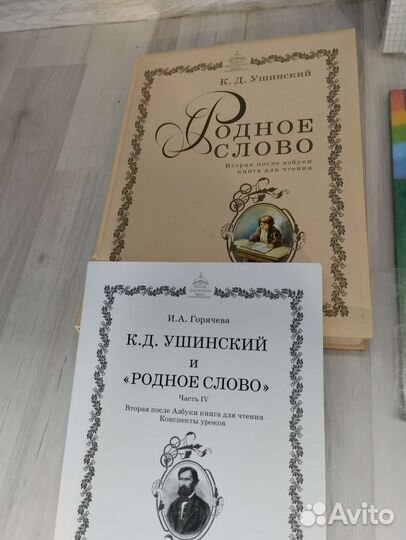 К. Д. Ушинский
Родное
слово
Вторая после азбуки
книга для чтения
И.А. Горячева
К.Д. УШИНСКИЙ
И
«РОДНОЕ СЛОВО»
Часть IV
Вторая после Азбуки книга для чтения
Конспекты уроков
Avito